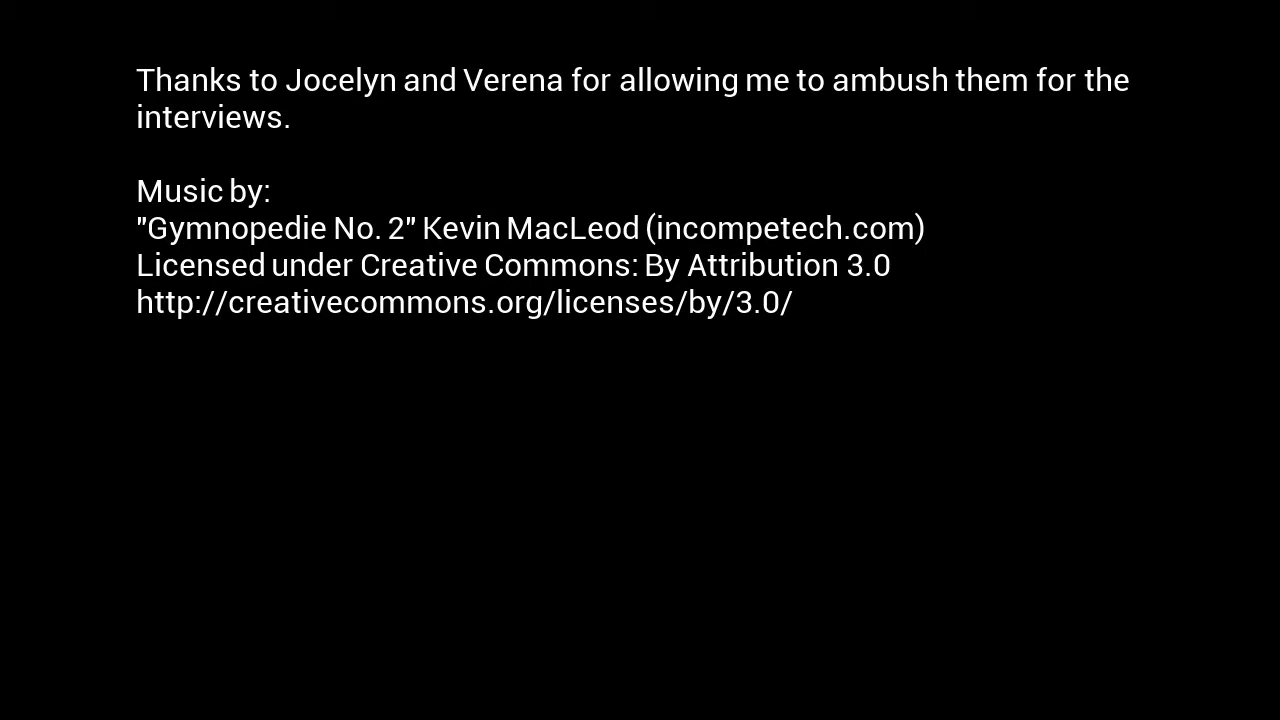 Thanks to Jocelyn and Verena for allowing me to ambush them for the
interviews.
Music by:
"Gymnopedie No. 2" Kevin MacLeod (incompetech.com)
Licensed under Creative Commons: By Attribution 3.0
http://creativecommons.org/licenses/by/3.0/